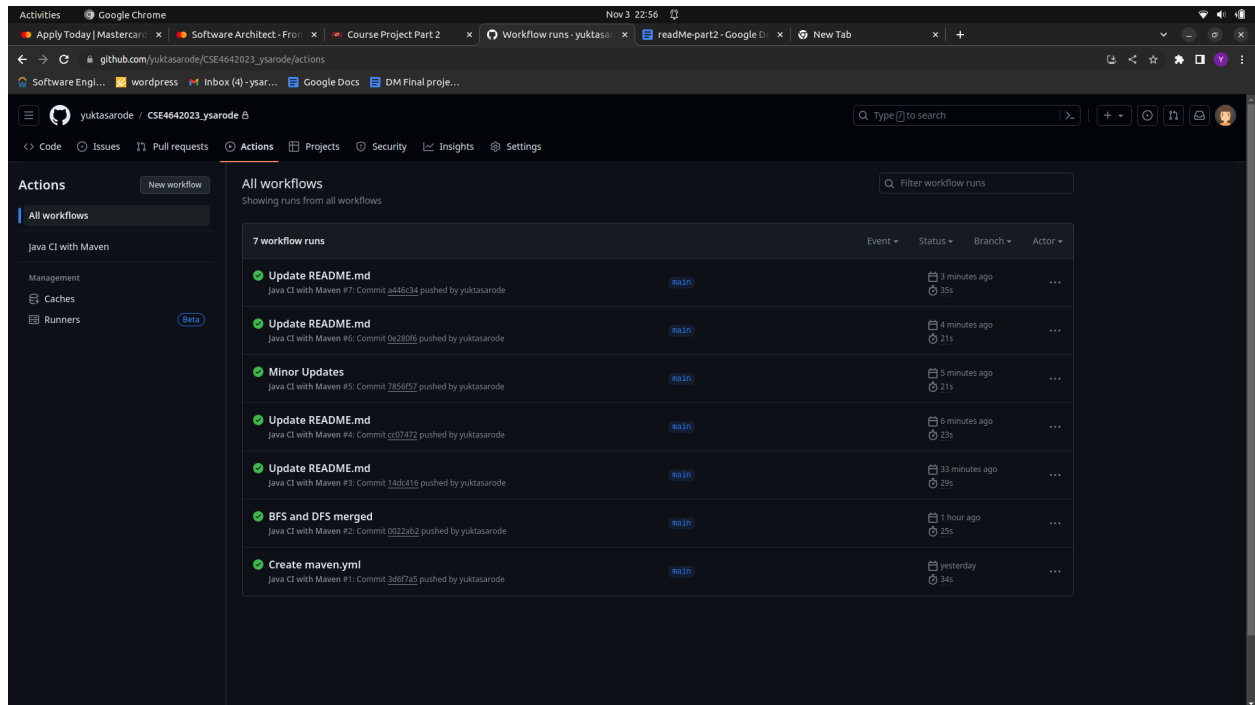 Activities Google Chrome Nov 3 22:56
Apply Today | Mastercard Software Architect - Fron Course Project Part 2 Workflow runs · yuktasar readMe-part2 - Google D New Tab
github.com/yuktasarode/CSE4642023_ysarode/actions
Software Engi... wordpress Inbox (4) - ysar... Google Docs DM Final proje...
yuktasarode / CSE4642023_ysarode Type / to search
Code Issues Pull requests Actions Projects Security Insights Settings
Actions New workflow
All workflows
Java CI with Maven
Management
Caches
Runners Beta
All workflows
Showing runs from all workflows
Filter workflow runs
7 workflow runs Event Status Branch Actor
Update README.md main 3 minutes ago
Java CI with Maven #7: Commit a446c34 pushed by yuktasarode 35s
Update README.md main 4 minutes ago
Java CI with Maven #6: Commit 0e280f6 pushed by yuktasarode 21s
Minor Updates main 5 minutes ago
Java CI with Maven #5: Commit 7856f57 pushed by yuktasarode 21s
Update README.md main 6 minutes ago
Java CI with Maven #4: Commit cc07472 pushed by yuktasarode 23s
Update README.md main 33 minutes ago
Java CI with Maven #3: Commit 14dc416 pushed by yuktasarode 29s
BFS and DFS merged main 1 hour ago
Java CI with Maven #2: Commit 0022ab2 pushed by yuktasarode 25s
Create maven.yml main yesterday
Java CI with Maven #1: Commit 3d6f7a5 pushed by yuktasarode 34s